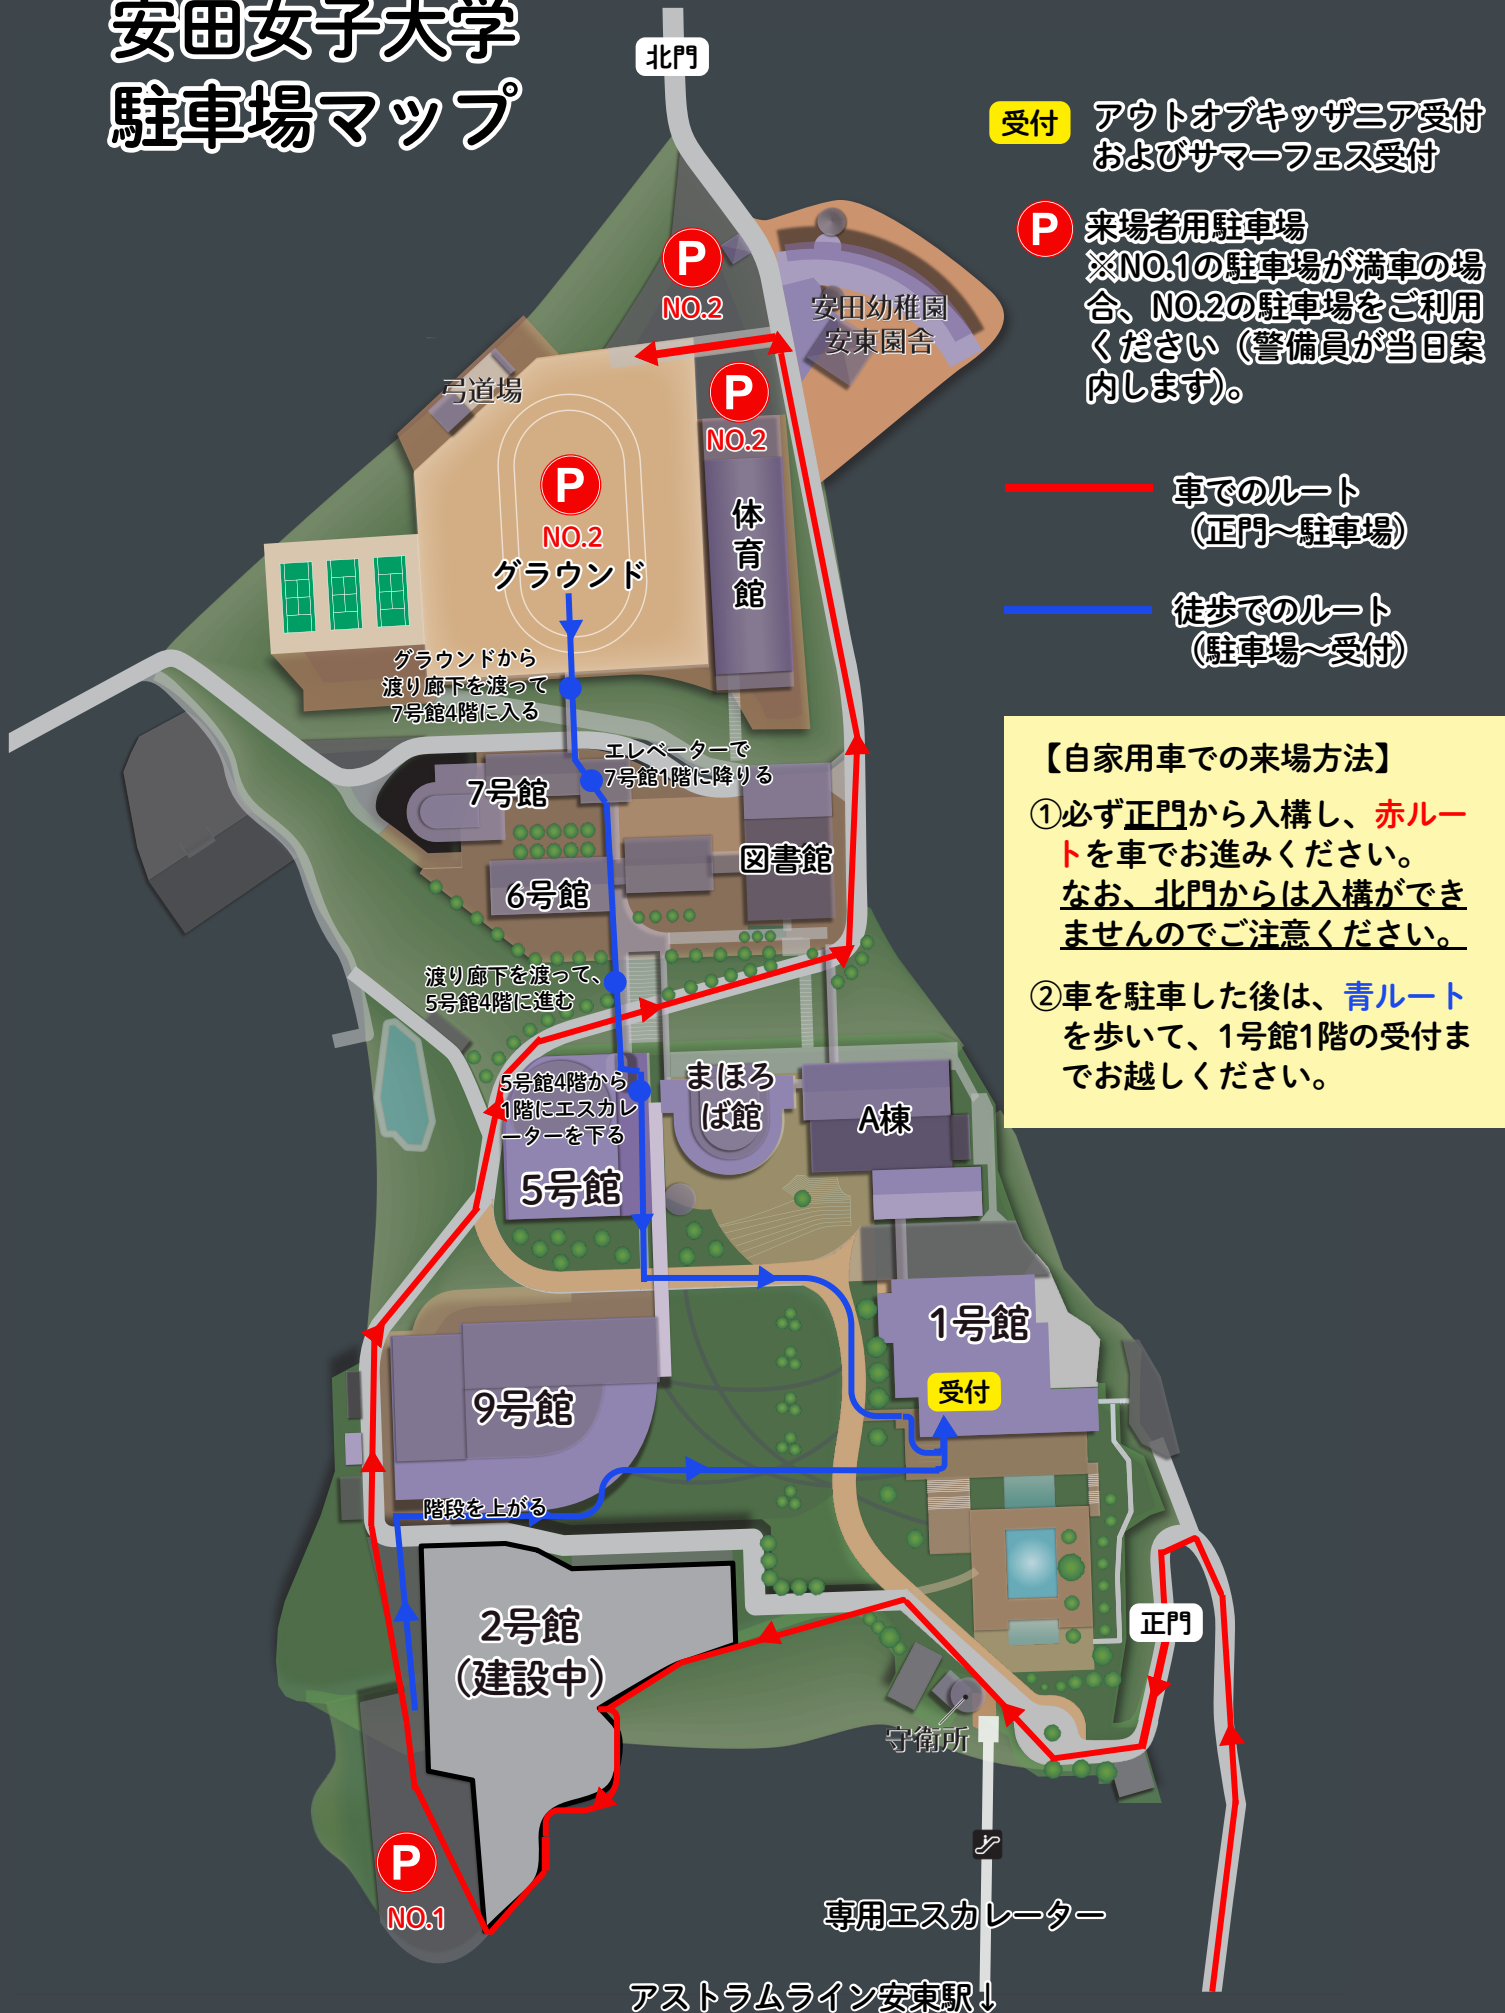 安田女子大学
駐車場マップ
北門
受付
アウトオブキッザニア受付
およびサマーフェス受付
P
来場者用駐車場
※NO.1の駐車場が満車の場
合、NO.2の駐車場をご利用
ください（警備員が当日案
内します）。
P
NO.2
安田幼稚園
安東園舎
弓道場
P
NO.2
P
NO.2
グラウンド
体
育
館
車でのルート
（正門～駐車場）
徒歩でのルート
（駐車場～受付）
グラウンドから
渡り廊下を渡って
7号館4階に入る
エレベーターで
7号館1階に降りる
7号館
図書館
6号館
【自家用車での来場方法】
①必ず正門から入構し、赤ルー
トを車でお進みください。
なお、北門からは入構ができ
ませんのでご注意ください。
②車を駐車した後は、青ルート
を歩いて、1号館1階の受付ま
でお越しください。
渡り廊下を渡って、
5号館4階に進む
5号館4階から
1階にエスカレ
ーターを下る
5号館
まほろ
ば館
A棟
1号館
受付
9号館
階段を上がる
2号館
（建設中）
正門
守衛所
P
NO.1
専用エスカレーター
アストラムライン安東駅↓